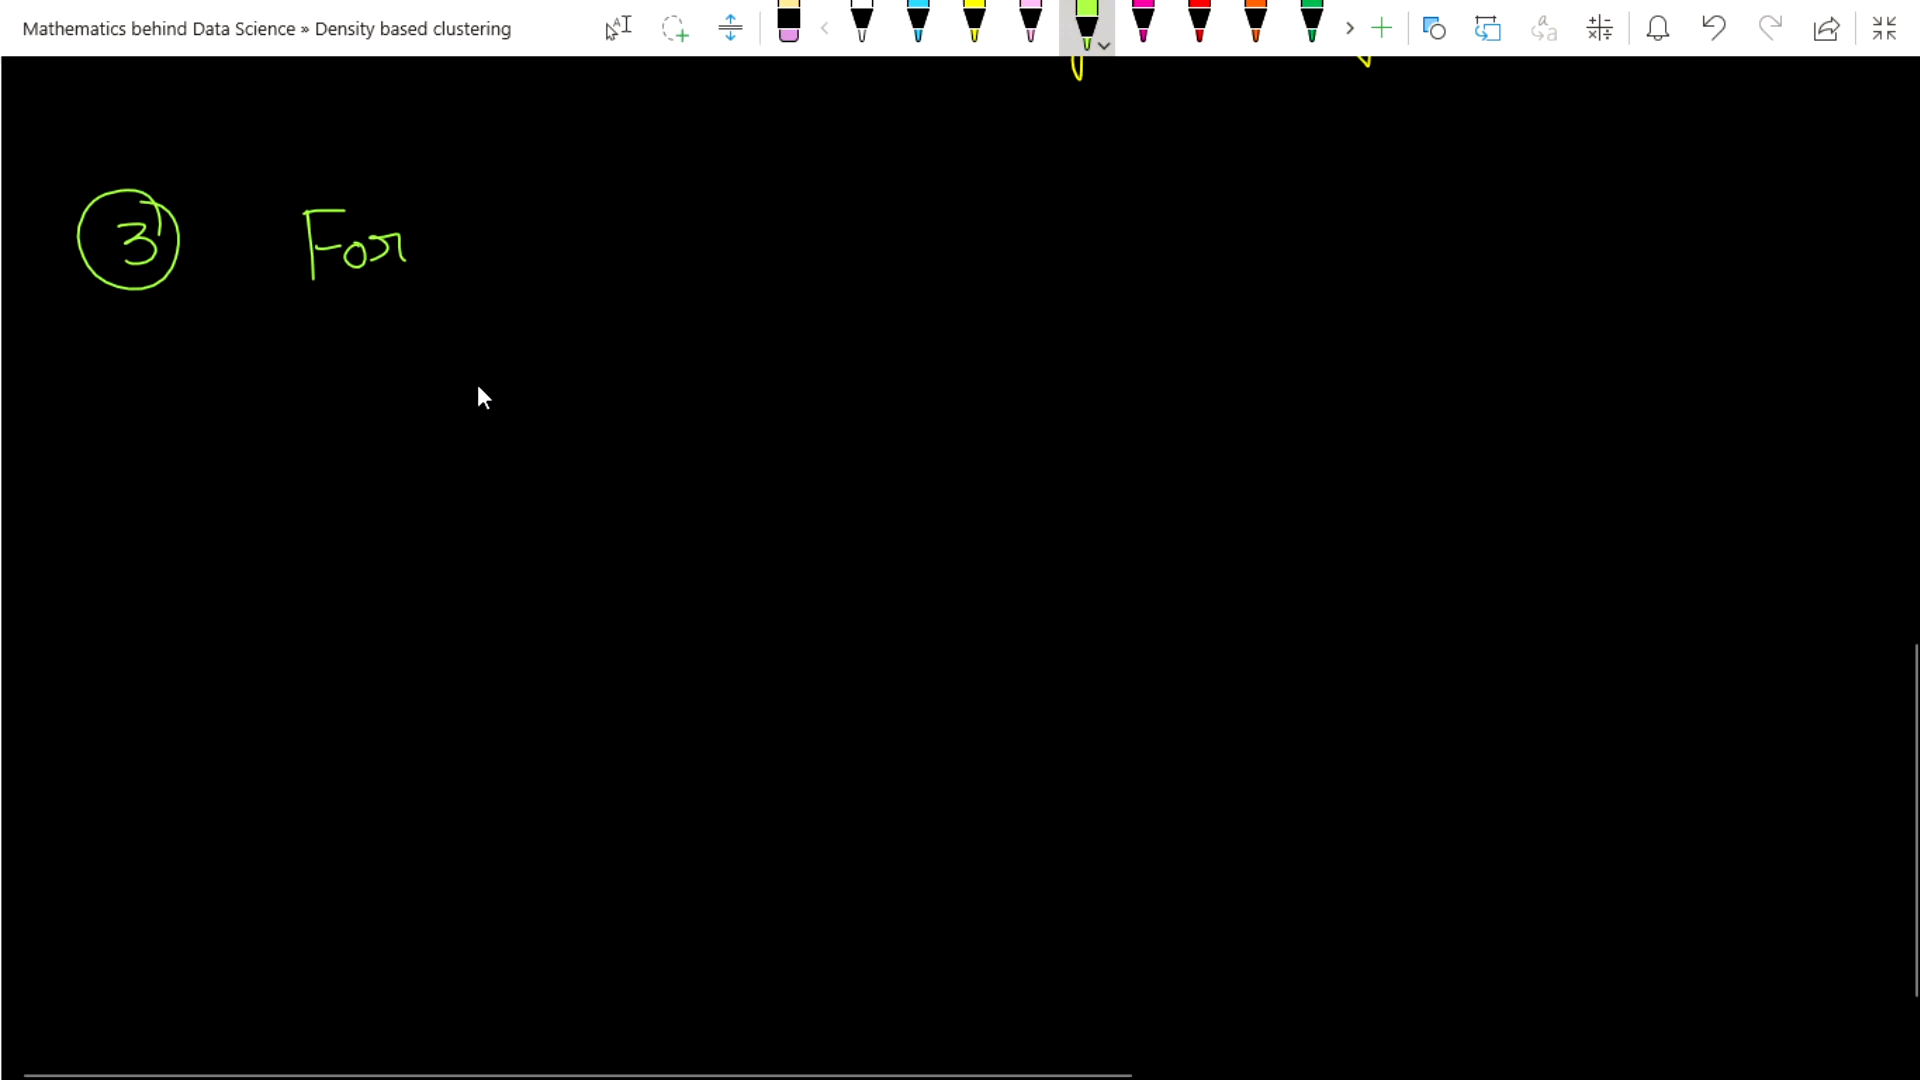 Mathematics behind Data Science » Density based clustering
3 For